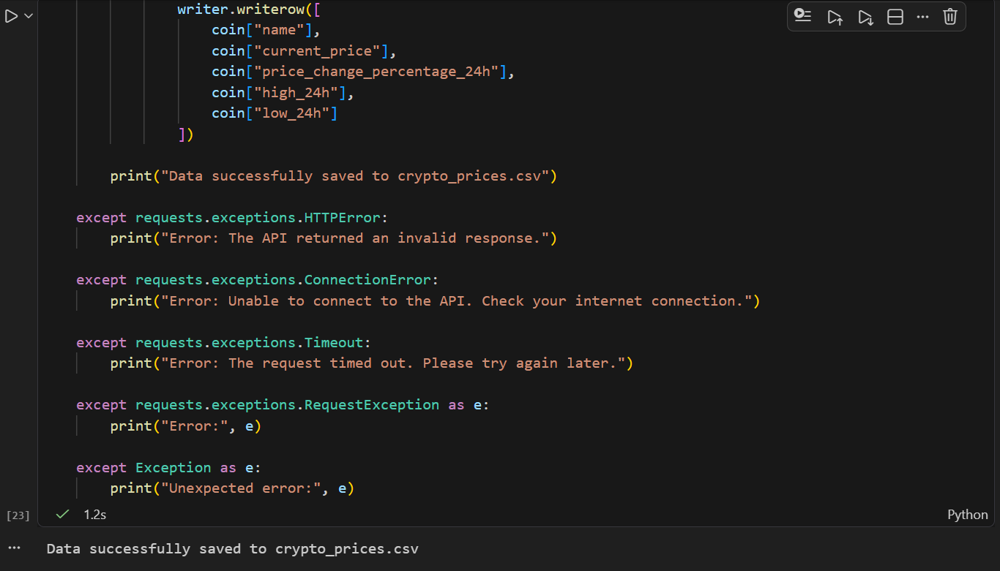 writer.writerow([
coin["name"],
coin["current_price"],
coin["price_change_percentage_24h"],
coin["high_24h"],
coin["low_24h"]
])
print("Data successfully saved to crypto_prices.csv")
except requests.exceptions.HTTPError:
print("Error: The API returned an invalid response.")
except requests.exceptions.ConnectionError:
print("Error: Unable to connect to the API. Check your internet connection.")
except requests.exceptions.Timeout:
print("Error: The request timed out. Please try again later.")
except requests.exceptions.RequestException as e:
print("Error:", e)
except Exception as e:
print("Unexpected error:", e)
[23] 1.2s Python
Data successfully saved to crypto_prices.csv